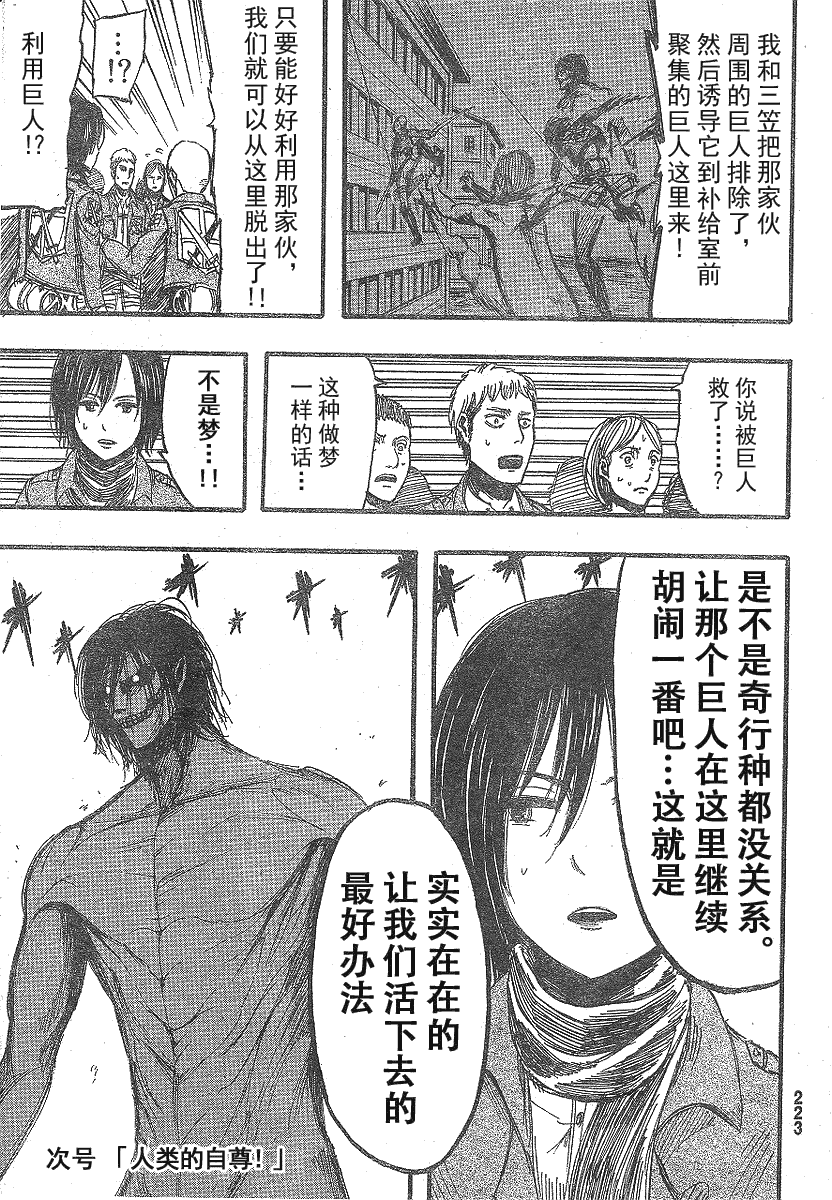 我和三笠把那家伙
周围的巨人排除了，
然后诱导它到补给室前
聚集的巨人这里来！
只要能好好利用那家伙，
我们就可以从这里脱出了!!
…!?
利用巨人!?
你说被巨人
救了……?
这种做梦
一样的话…
不是梦…!!
是不是奇行种都没关系。
让那个巨人在这里继续
胡闹一番吧…这就是
实实在在的
让我们活下去的
最好办法
次号 「人类的自尊！」
223